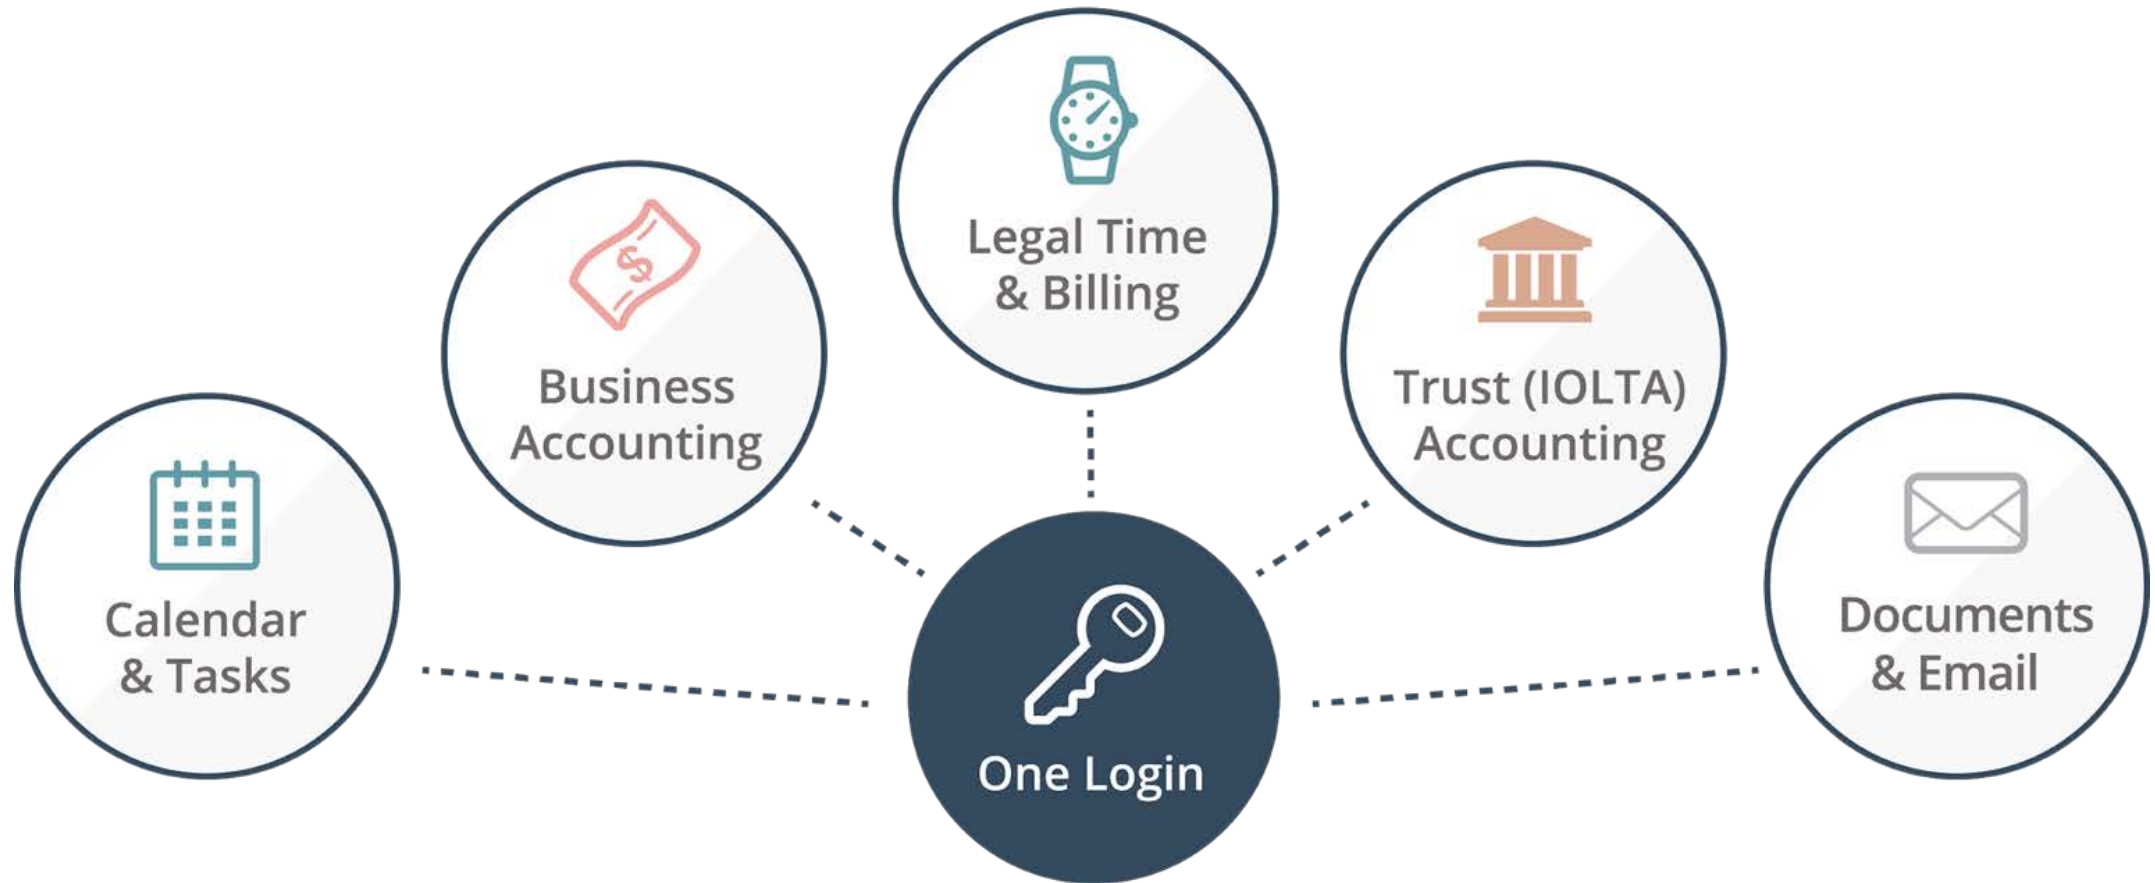 Legal Time
& Billing
Business
Accounting
Trust (IOLTA)
Accounting
Calendar
& Tasks
Documents
& Email
One Login